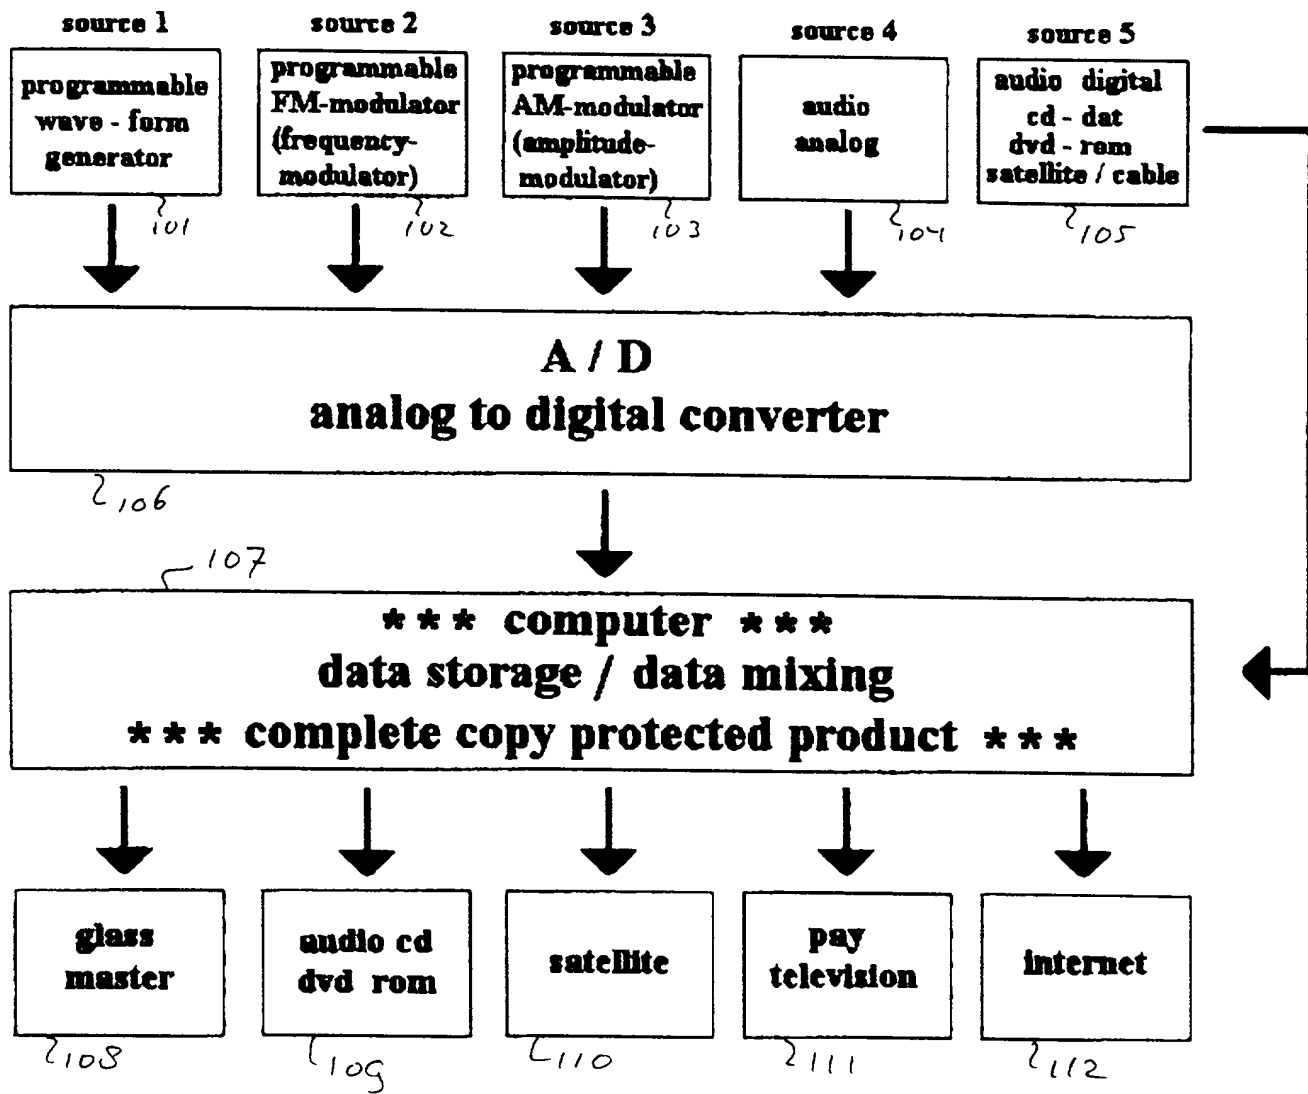 source 1
source 2
source 3
source 4
source 5
programmable
wave - form
generator
programmable
FM-modulator
(frequency-
modulator)
programmable
AM-modulator
(amplitude-
modulator)
audio
analog
audio digital
cd - dat
dvd - rom
satellite / cable
101
102
103
104
105
A / D
analog to digital converter
106
107
*** computer ***
data storage / data mixing
*** complete copy protected product ***
glass
master
audio cd
dvd rom
satellite
pay
television
internet
108
109
110
111
112